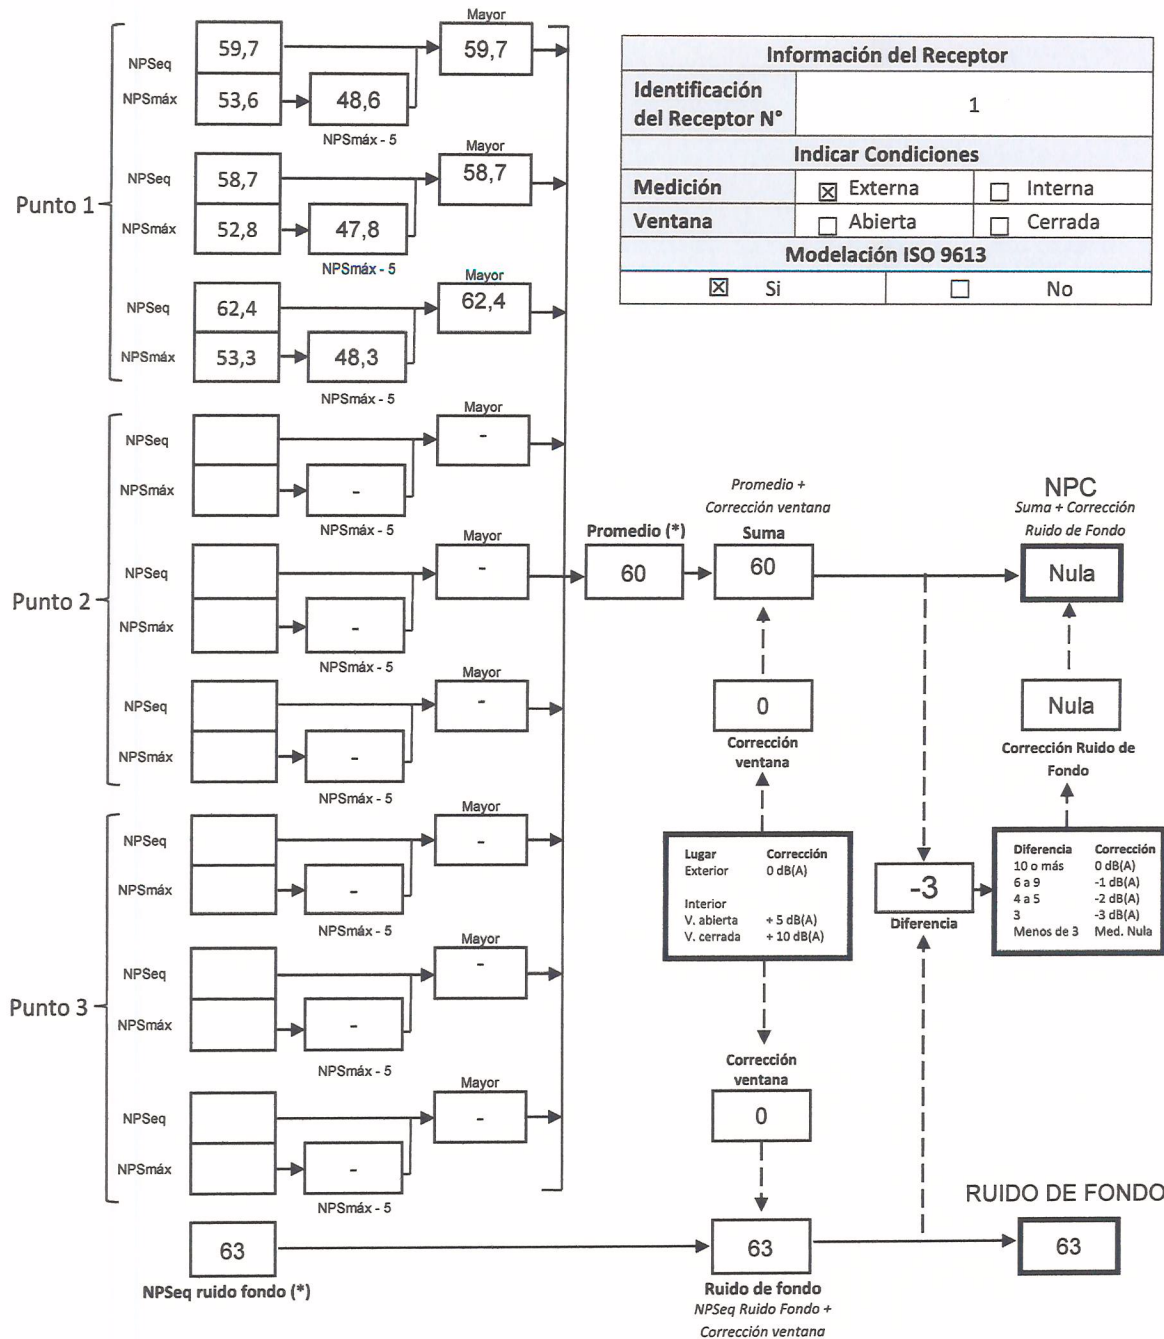 Mayor
59,7
NPSeq
NPSmáx
53,6
48,6
59,7
NPSmáx - 5
Mayor
Punto 1
NPSeq
58,7
58,7
NPSmáx
52,8
47,8
NPSmáx - 5
Mayor
NPSeq
62,4
62,4
NPSmáx
53,3
48,3
NPSmáx - 5
Información del Receptor
Identificación del Receptor N°
1
Indicar Condiciones
Medición
☒ Externa
☐ Interna
Ventana
☐ Abierta
☐ Cerrada
Modelación ISO 9613
☒ Si
☐ No
Mayor
NPSeq
-
NPSmáx
-
NPSmáx - 5
Mayor
Punto 2
NPSeq
-
NPSmáx
-
NPSmáx - 5
Mayor
NPSeq
-
NPSmáx
-
NPSmáx - 5
Mayor
NPSeq
-
NPSmáx
-
NPSmáx - 5
Mayor
Punto 3
NPSeq
-
NPSmáx
-
NPSmáx - 5
Mayor
NPSeq
-
NPSmáx
-
NPSmáx - 5
Promedio (*)
60
Promedio +
Corrección ventana
Suma
60
0
Corrección
ventana
NPC
Suma + Corrección
Ruido de Fondo
Nula
Nula
Corrección Ruido de
Fondo
Lugar Corrección
Exterior 0 dB(A)
Interior
V. abierta + 5 dB(A)
V. cerrada + 10 dB(A)
-3
Diferencia
Diferencia Corrección
10 o más 0 dB(A)
6 a 9 -1 dB(A)
4 a 5 -2 dB(A)
3 -3 dB(A)
Menos de 3 Med. Nula
Corrección
ventana
0
63
NPSeq ruido fondo (*)
63
Ruido de fondo
NPSeq Ruido Fondo +
Corrección ventana
RUIDO DE FONDO
63